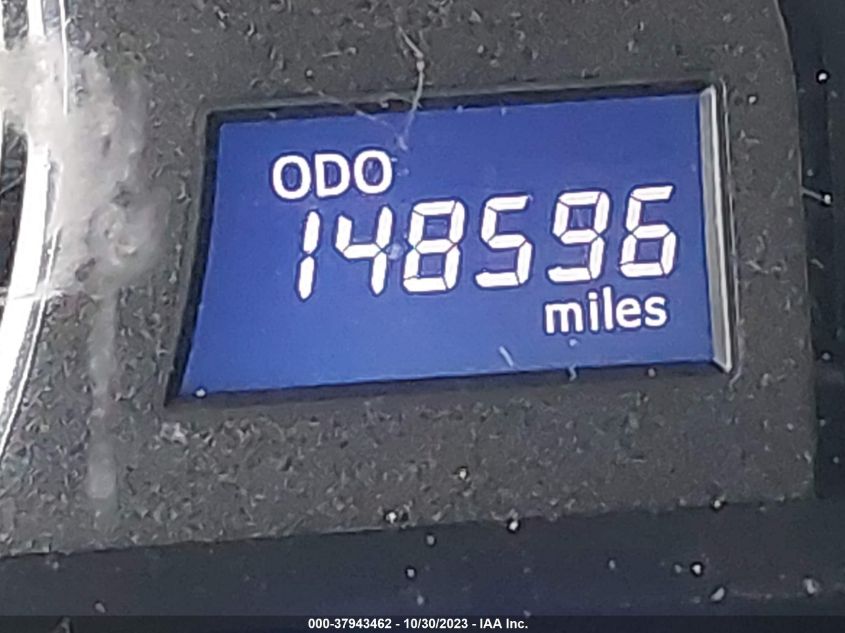 ODO
148596
miles
000-37943462 - 10/30/2023 - IAA Inc.